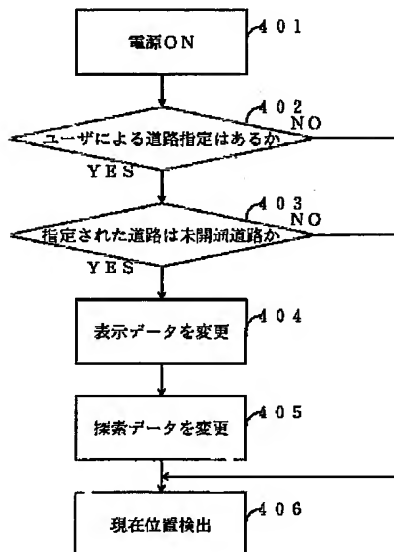 電源ON
401
402
ユーザによる道路指定はあるか
NO
YES
403
指定された道路は未開通道路か
NO
YES
404
表示データを変更
405
探索データを変更
406
現在位置検出